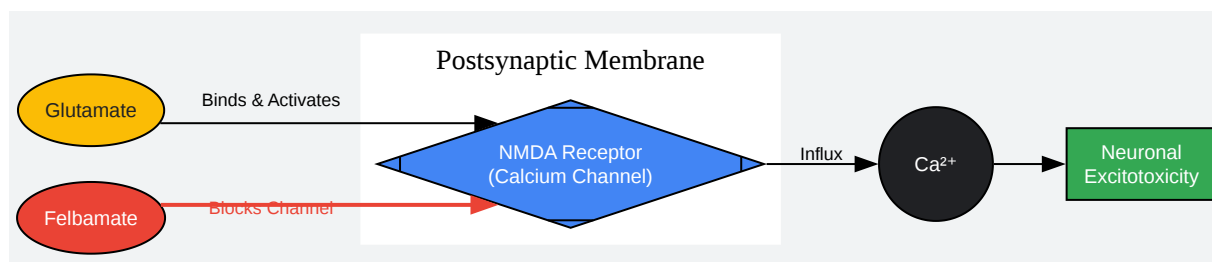 Postsynaptic Membrane
Glutamate
Binds & Activates
NMDA Receptor
(Calcium Channel)
Influx
Ca²⁺
Neuronal
Excitotoxicity
Felbamate
Blocks Channel